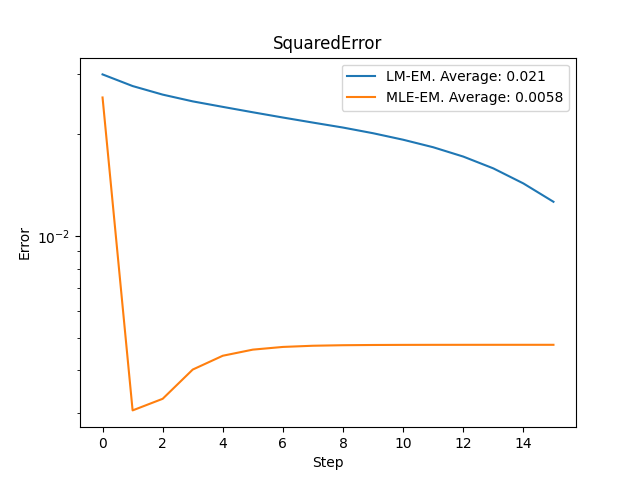 SquaredError
LM-EM. Average: 0.021
MLE-EM. Average: 0.0058
Error
10⁻²
0 2 4 6 8 10 12 14
Step